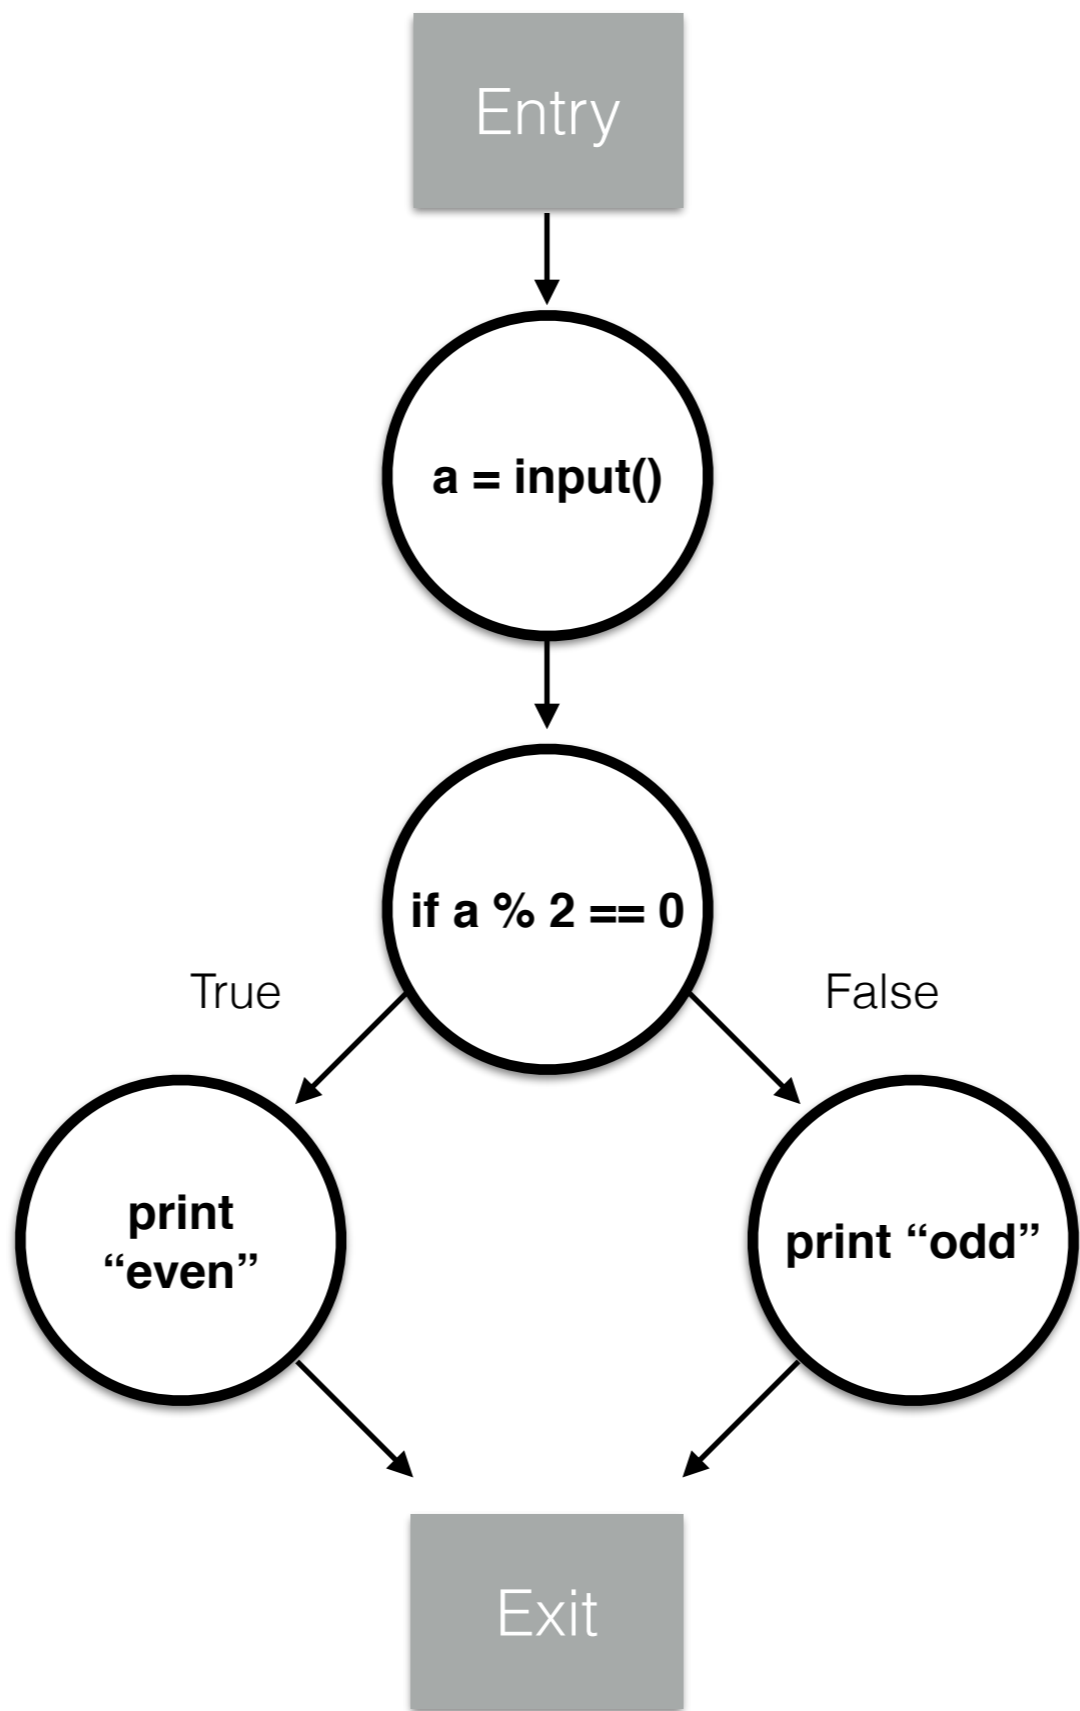 Entry
a = input()
if a % 2 == 0
True
False
print
“even”
print “odd”
Exit